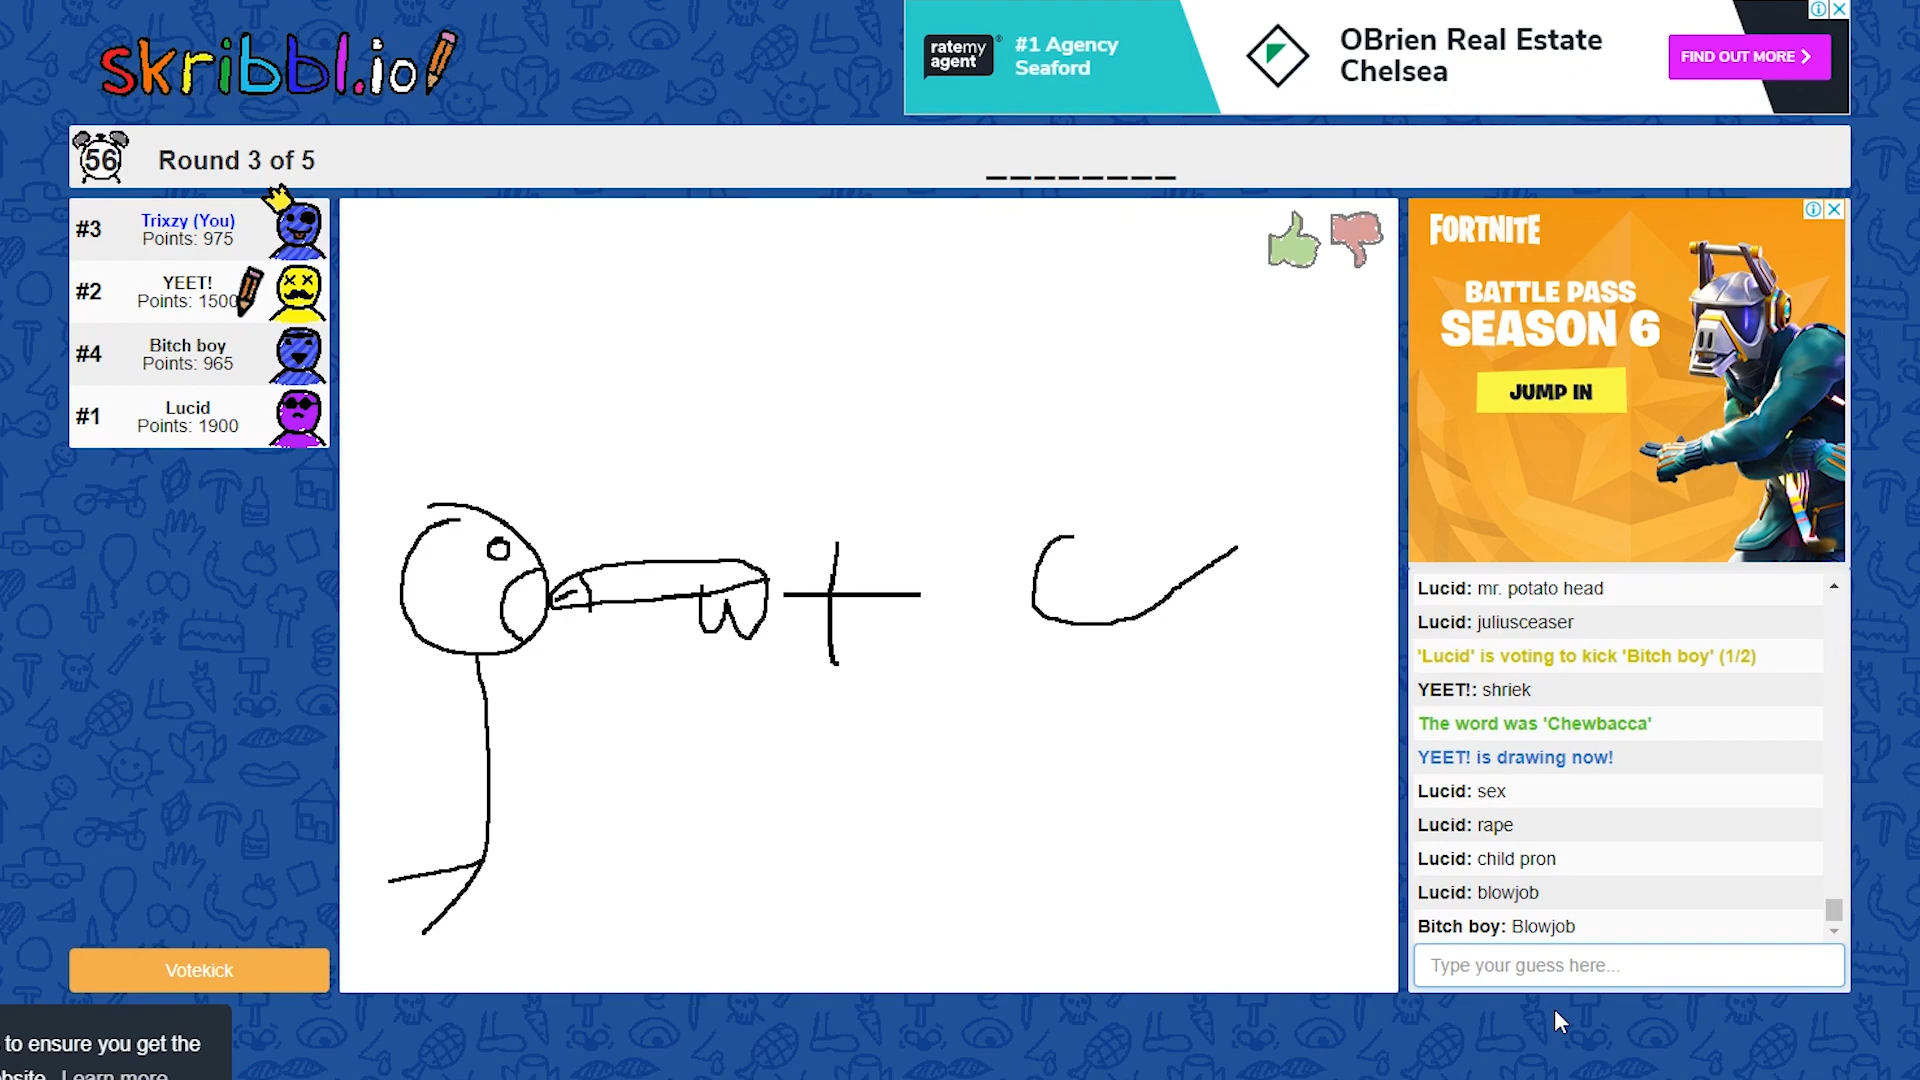 skribbl.io
ratemy
agent
#1 Agency
Seaford
OBrien Real Estate
Chelsea
FIND OUT MORE
56
Round 3 of 5
________
#3
Trixzy (You)
Points: 975
#2
YEET!
Points: 1500
#4
Bitch boy
Points: 965
#1
Lucid
Points: 1900
FORTNITE
BATTLE PASS
SEASON 6
JUMP IN
Lucid: mr. potato head
Lucid: juliusceaser
'Lucid' is voting to kick 'Bitch boy' (1/2)
YEET!: shriek
The word was 'Chewbacca'
YEET! is drawing now!
Lucid: sex
Lucid: rape
Lucid: child pron
Lucid: blowjob
Bitch boy: Blowjob
Type your guess here...
Votekick
to ensure you get the
Learn more